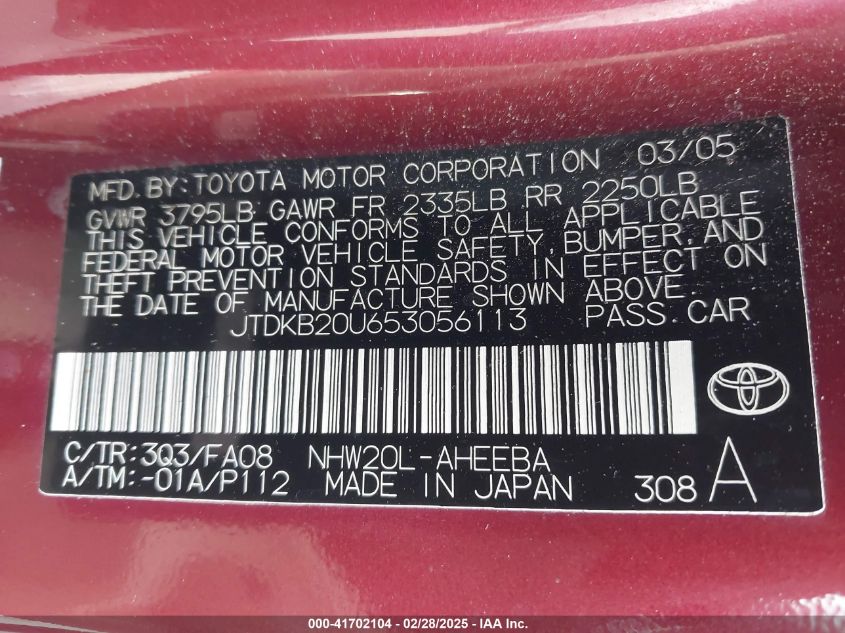 MFD. BY: TOYOTA MOTOR CORPORATION 03/05
GVWR 3795LB GAWR FR 2335LB RR 2250LB
THIS VEHICLE CONFORMS TO ALL APPLICABLE
FEDERAL MOTOR VEHICLE SAFETY, BUMPER, AND
THEFT PREVENTION STANDARDS IN EFFECT ON
THE DATE OF MANUFACTURE SHOWN ABOVE.
JTDKB20U653056113 PASS.CAR
C/TR:3Q3/FA08 NHW20L-AHEEBA
A/TM:-01A/P112 MADE IN JAPAN 308 A
000-41702104 - 02/28/2025 - IAA Inc.